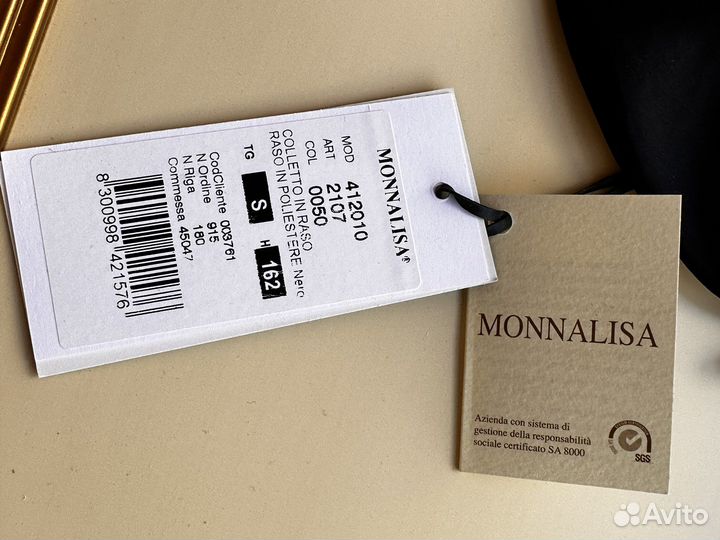 MONNALISA®
MOD 412010
ART 2107
COL 0050
COLLETTO IN RASO
RASO IN POLIESTERE Nero
TG S H 162
CodCliente 003761
N Ordine 915
N Riga 180
Commessa 45047
8 300998 421576
MONNALISA
Azienda con sistema di
gestione della responsabilità
sociale certificato SA 8000
SGS
Avito